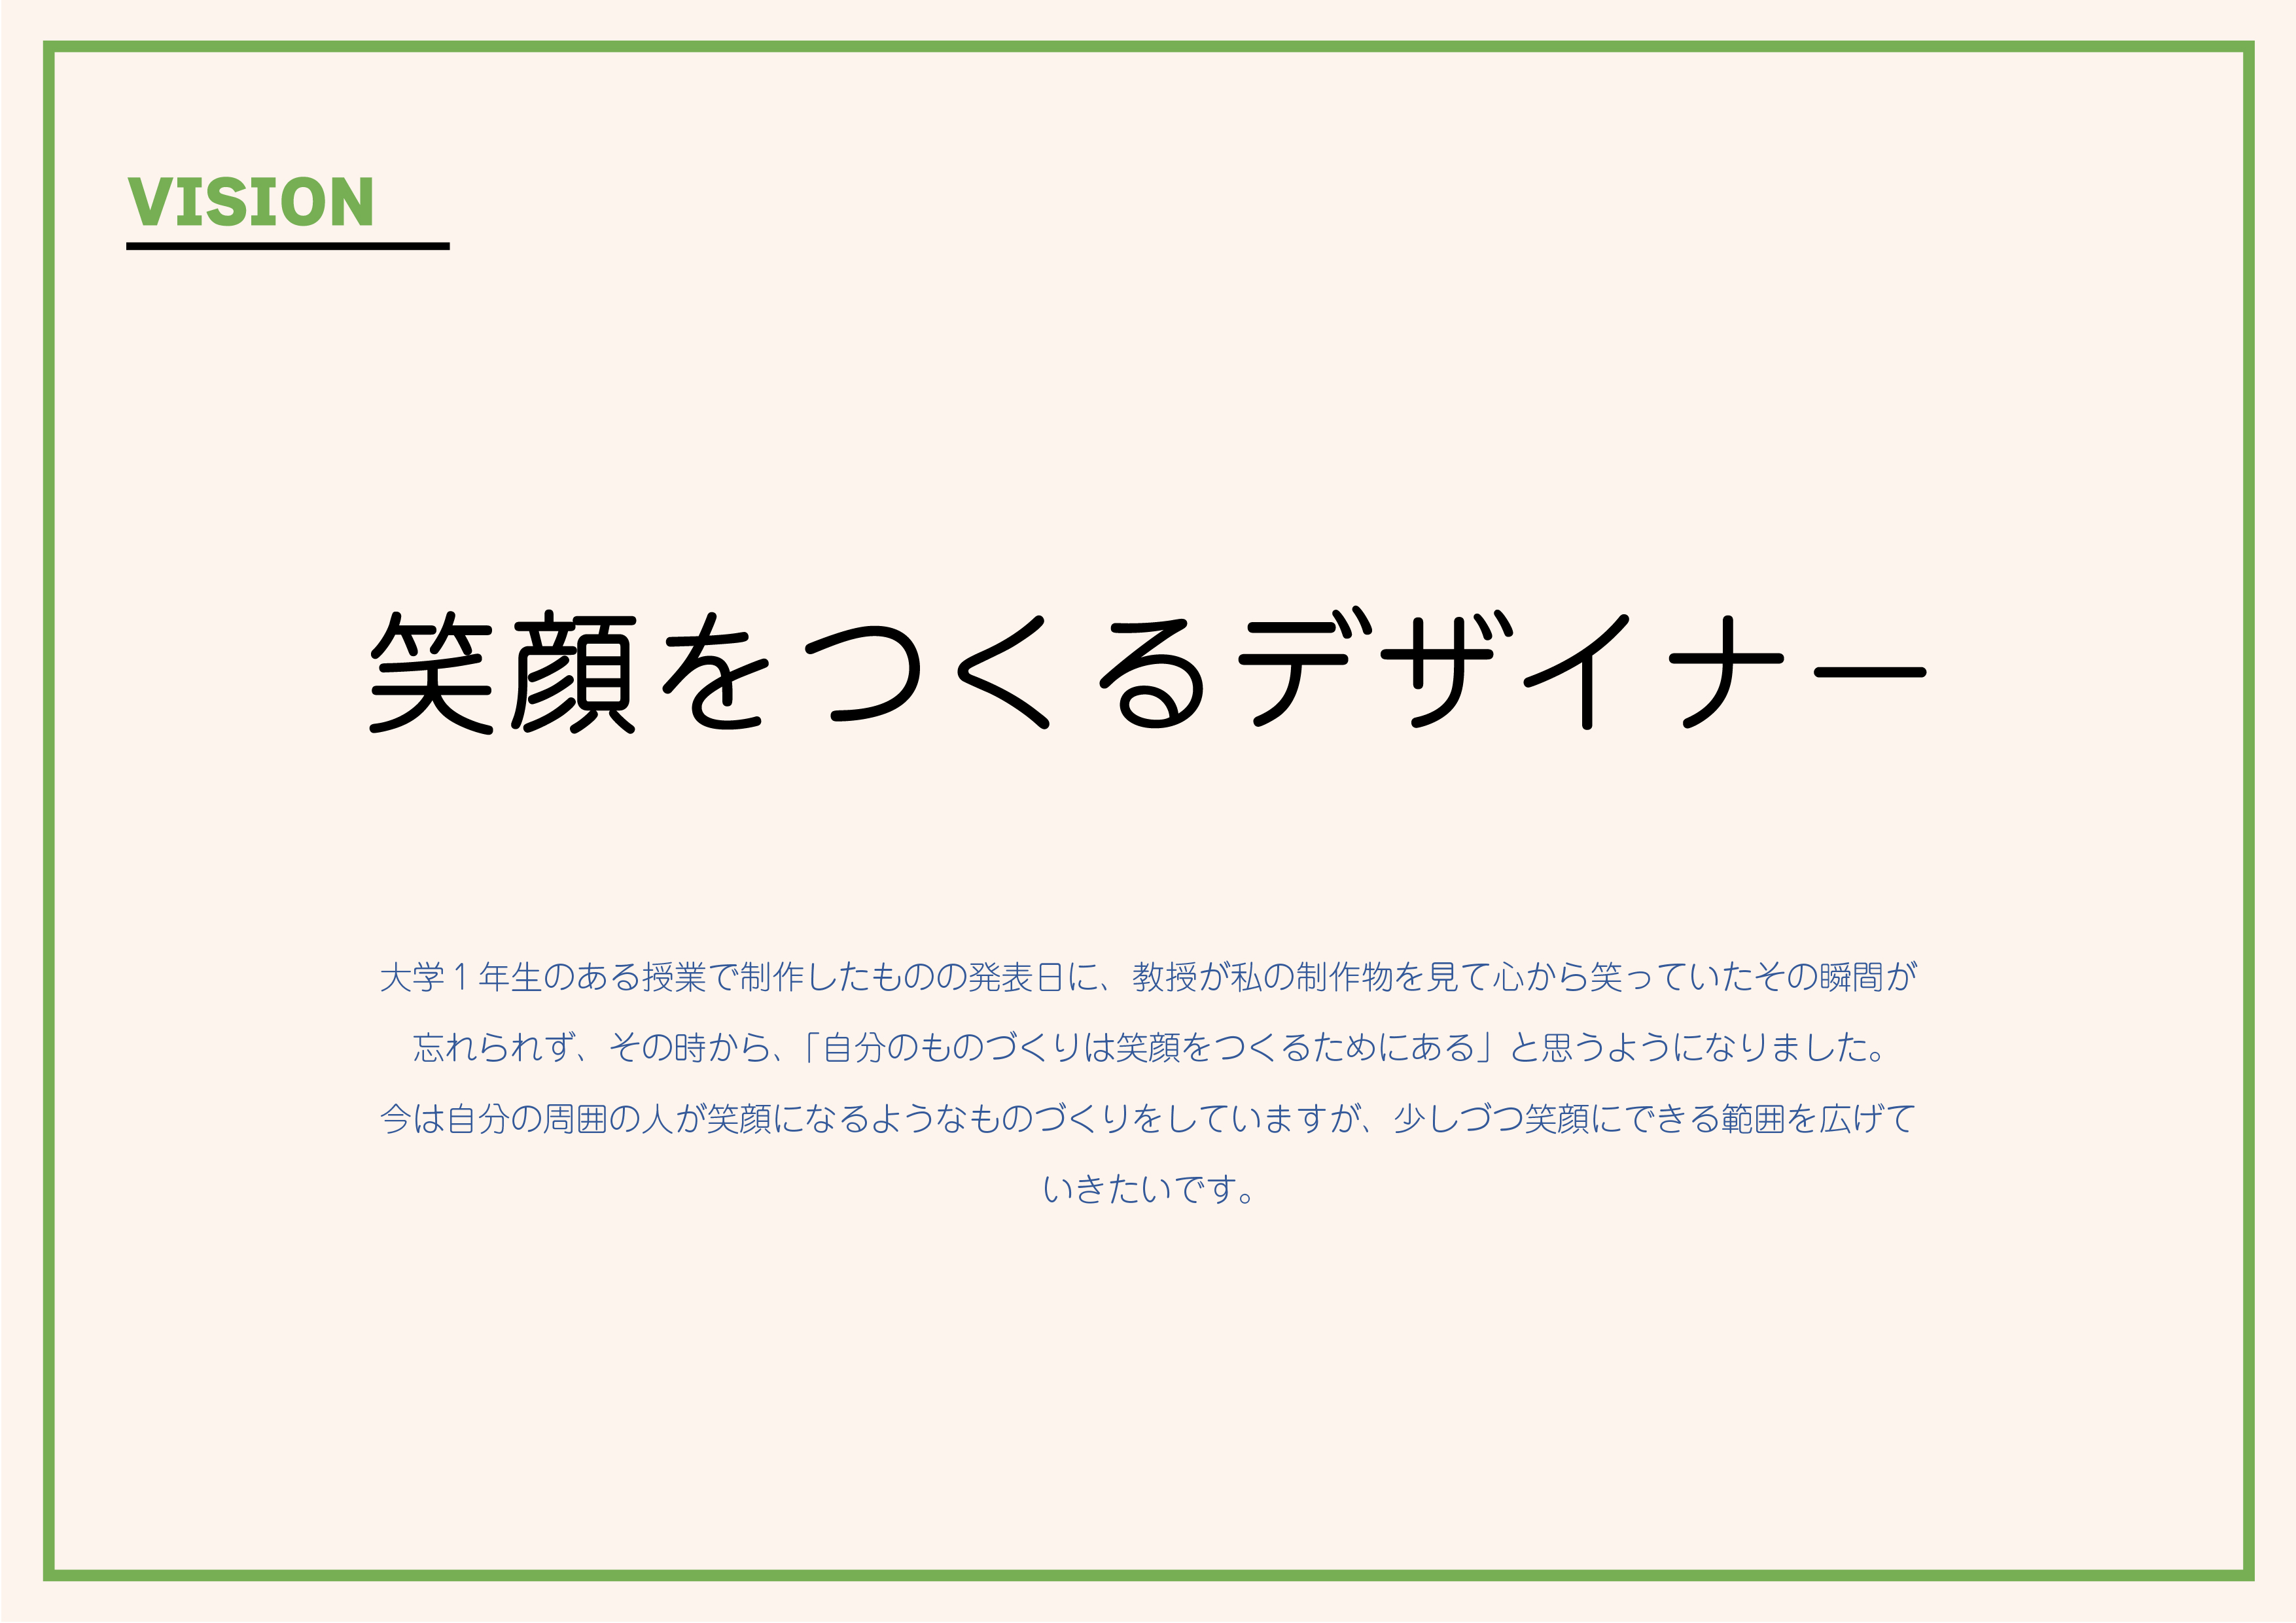 VISION
笑顔をつくるデザイナー
大学1年生のある授業で制作したものの発表日に、教授が私の制作物を見て心から笑っていたその瞬間が
忘れられず、その時から、「自分のものづくりは笑顔をつくるためにある」と思うようになりました。
今は自分の周囲の人が笑顔になるようなものづくりをしていますが、少しづつ笑顔にできる範囲を広げて
いきたいです。